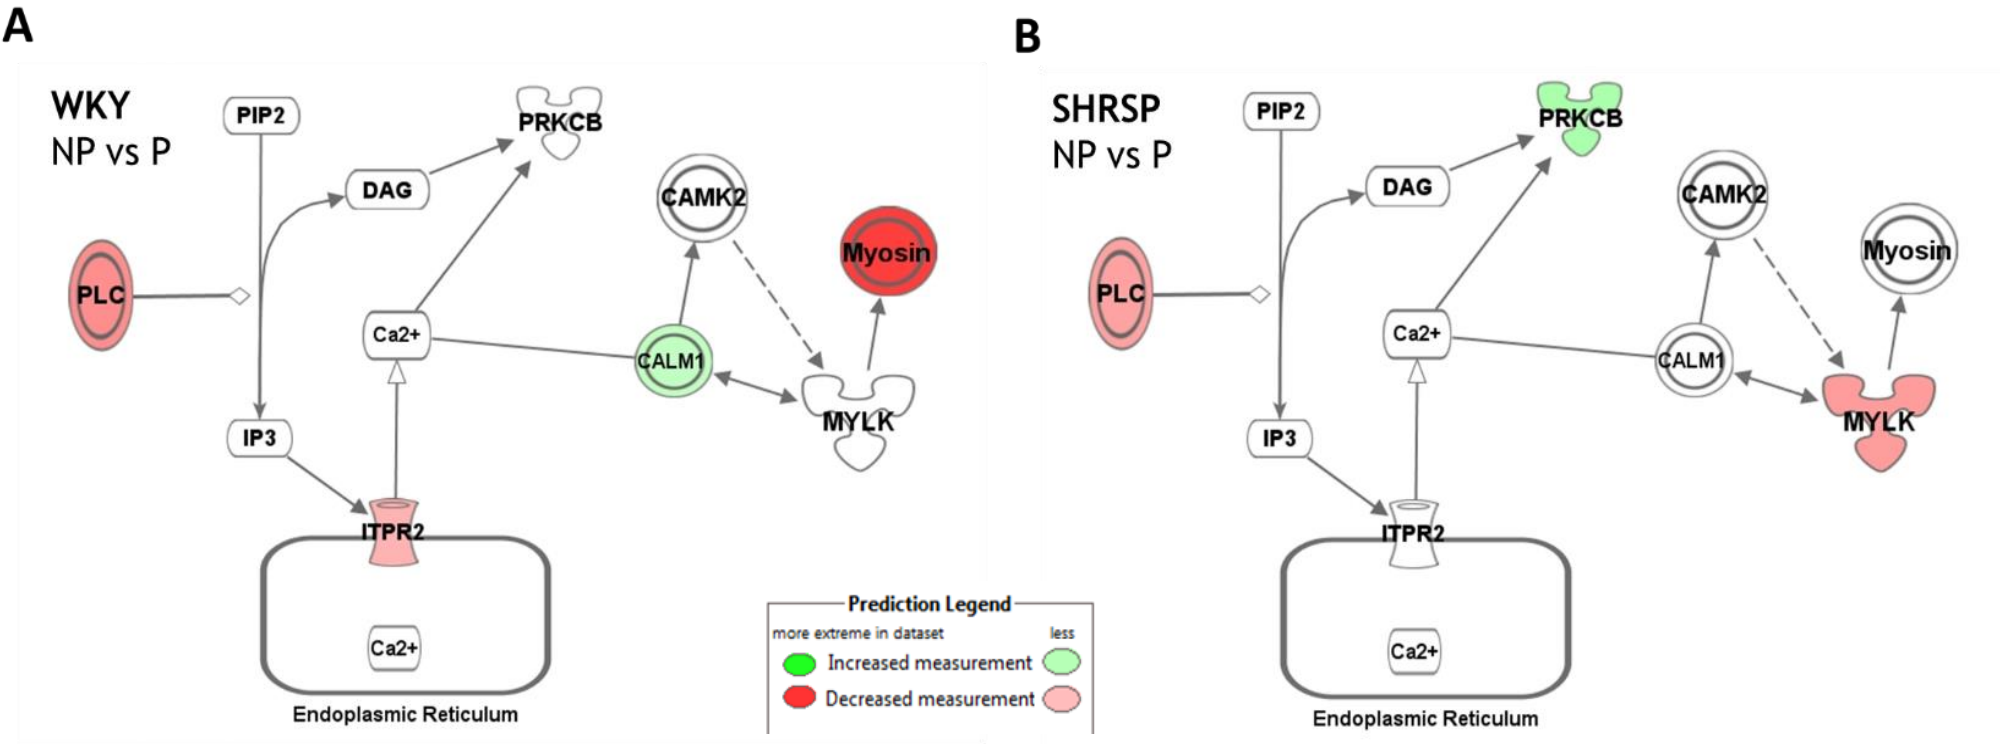 A
WKY
NP vs P
PIP2
PRKCB
DAG
CAMK2
Myosin
PLC
Ca2+
CALM1
MYLK
IP3
ITPR2
Ca2+
Endoplasmic Reticulum
B
SHRSP
NP vs P
PIP2
PRKCB
DAG
CAMK2
Myosin
PLC
Ca2+
CALM1
MYLK
IP3
ITPR2
Ca2+
Endoplasmic Reticulum
Prediction Legend
more extreme in dataset less
Increased measurement
Decreased measurement